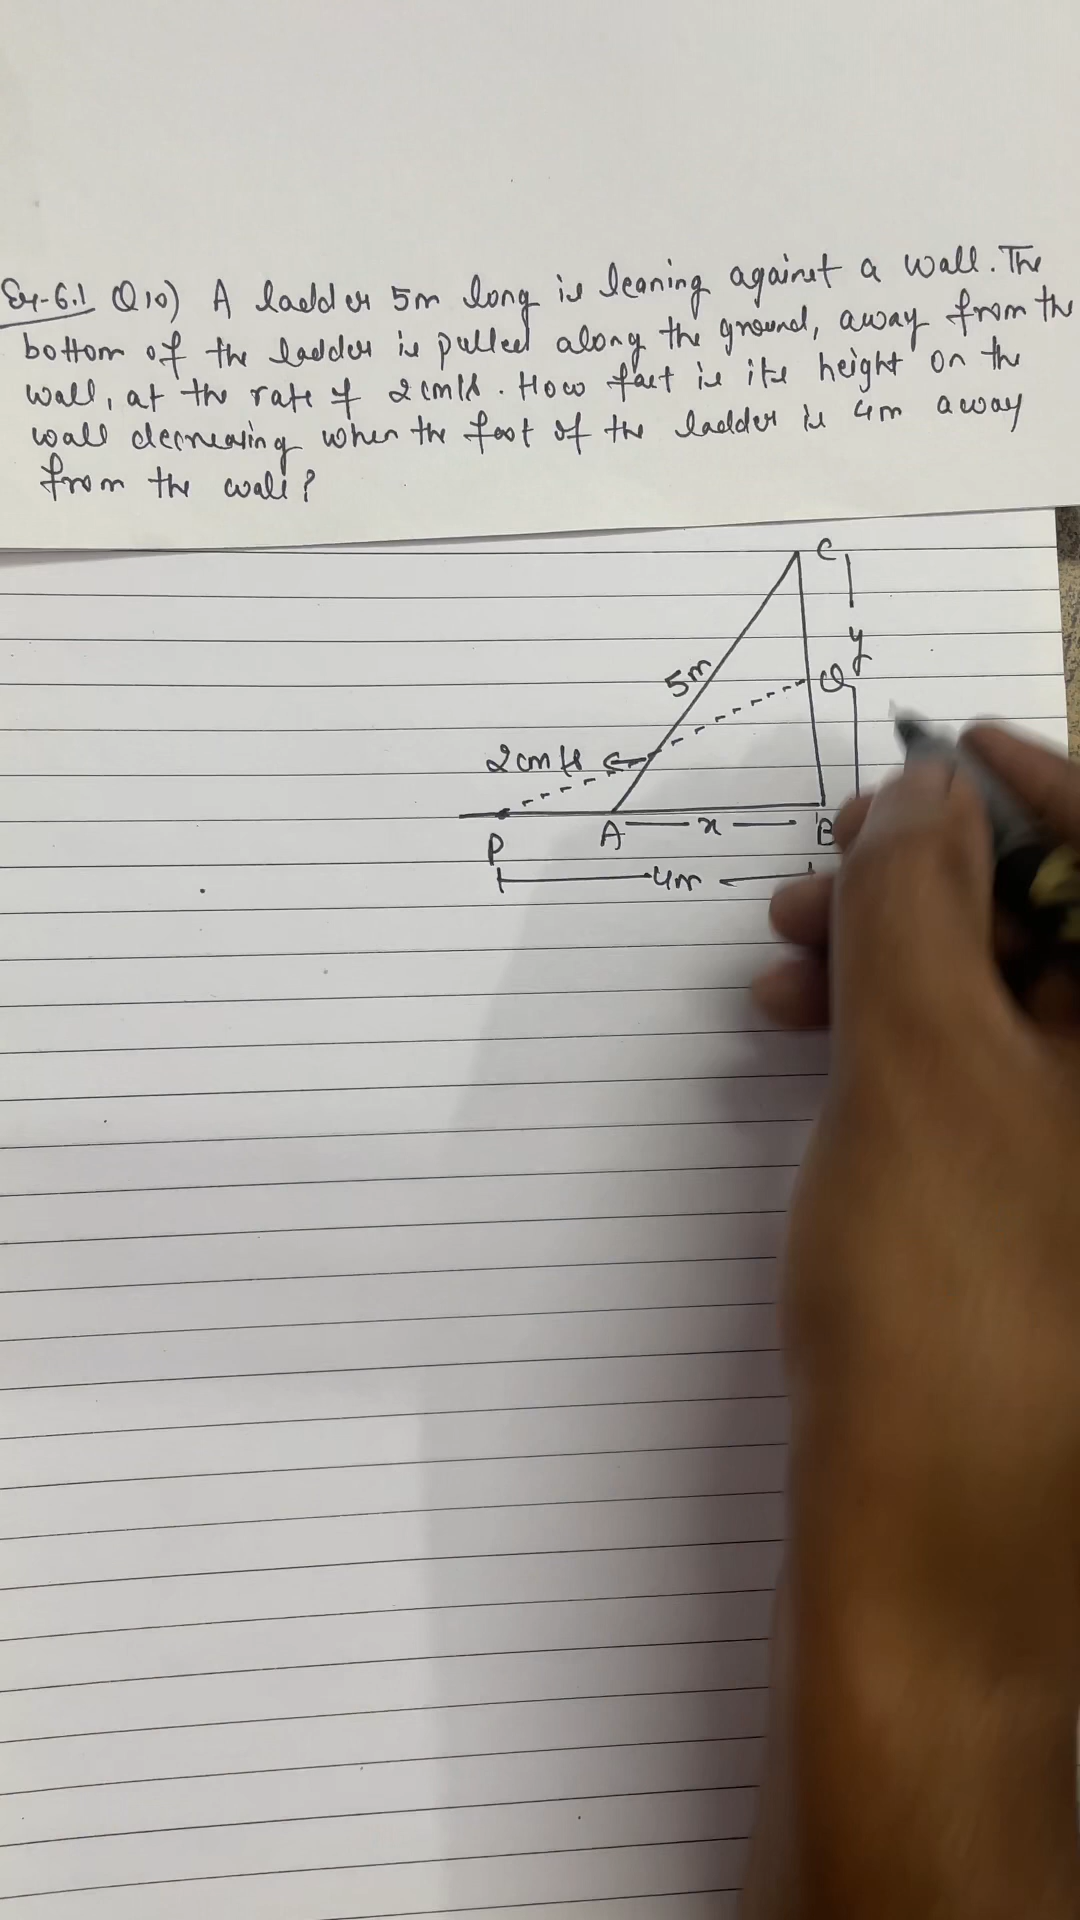 Ex-6.1 Q10) A ladder 5m long is leaning against a wall. The
bottom of the ladder is pulled along the ground, away from the
wall, at the rate of 2cm/s. How fast is its height on the
wall decreasing when the foot of the ladder is 4m away
from the wall?
C
y
5m
Q
2cm/s
A x B
P
4m